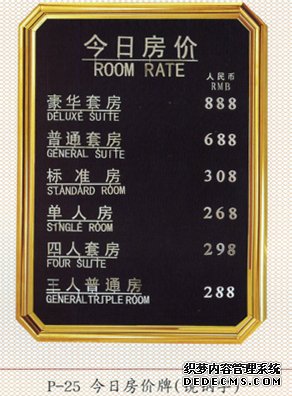 今日房价
ROOM RATE
人民币
RMB
豪华套房 888
DELUXE SUITE
普通套房 688
GENERAL SUITE
标准房 308
STANDARD ROOM
单人房 268
SINGLE ROOM
四人套房 298
FOUR SUITE
三人普通房 288
GENERAL TRIPLE ROOM
织梦内容管理系统
DEDECMS.COM
P-25 今日房价牌(